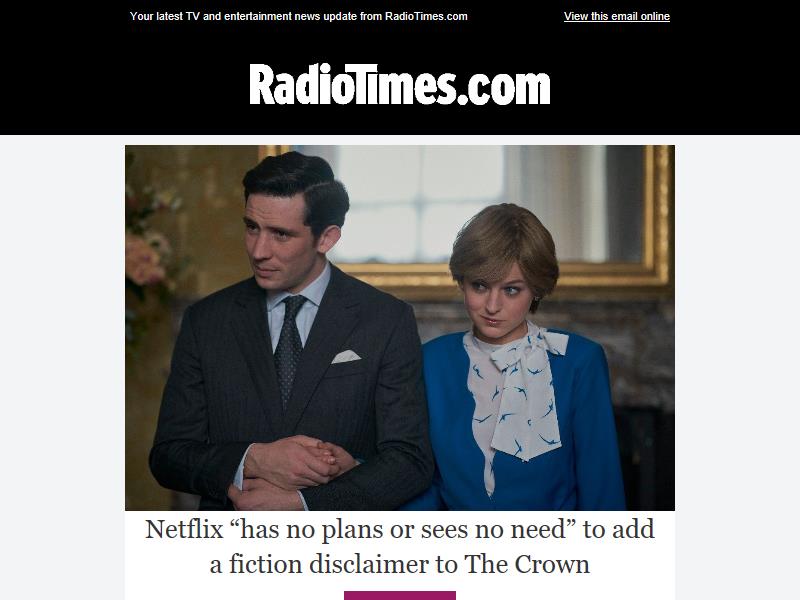 Your latest TV and entertainment news update from RadioTimes.com
View this email online
RadioTimes.com
Netflix “has no plans or sees no need” to add
a fiction disclaimer to The Crown